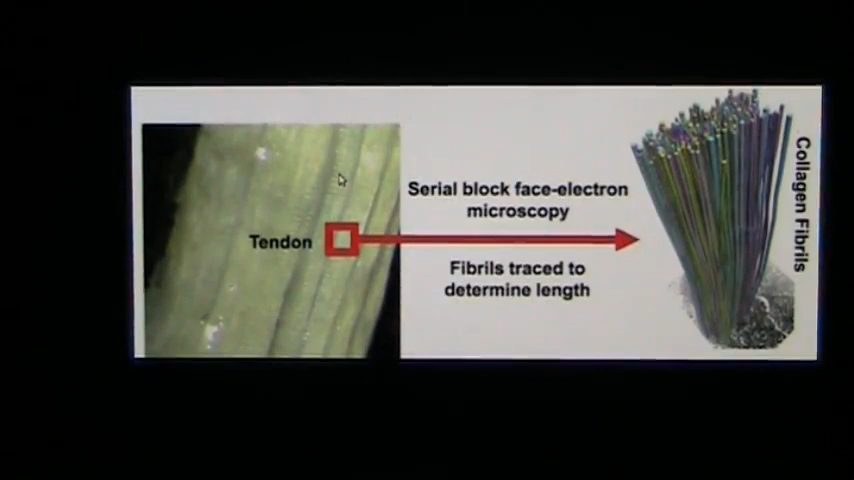 Tendon
Serial block face-electron
microscopy
Fibrils traced to
determine length
Collagen Fibrils